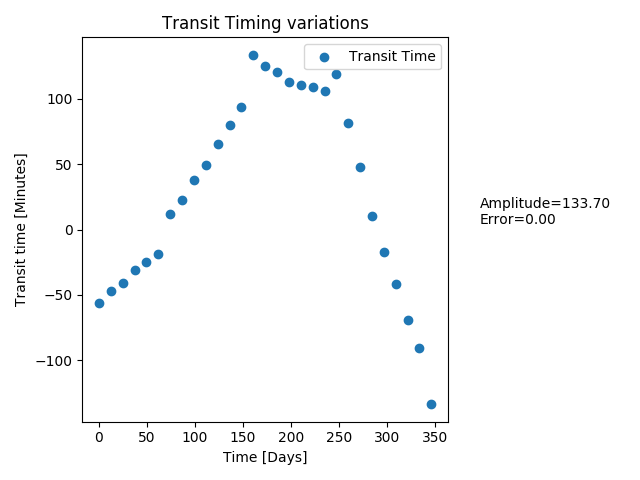 Transit Timing variations
Transit Time
Transit time [Minutes]
100
50
0
−50
−100
Amplitude=133.70
Error=0.00
0 50 100 150 200 250 300 350
Time [Days]